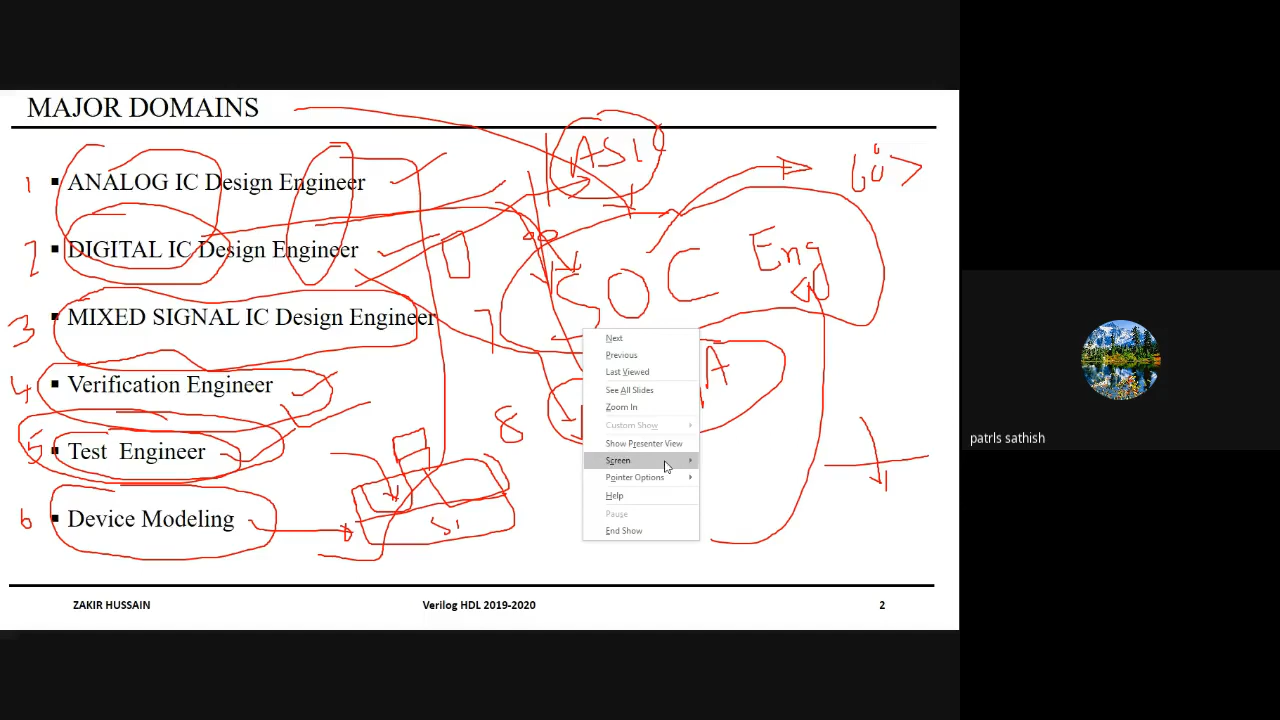 MAJOR DOMAINS
1 ▪ ANALOG IC Design Engineer
ASI
2 ▪ DIGITAL IC Design Engineer
SOC Eng
3 ▪ MIXED SIGNAL IC Design Engineer
7
4 ▪ Verification Engineer
8
A
5 ▪ Test Engineer
6 ▪ Device Modeling
SI
Next
Previous
Last Viewed
See All Slides
Zoom In
Custom Show
Show Presenter View
Screen
Pointer Options
Help
Pause
End Show
ZAKIR HUSSAIN
Verilog HDL 2019-2020
2
patrls sathish